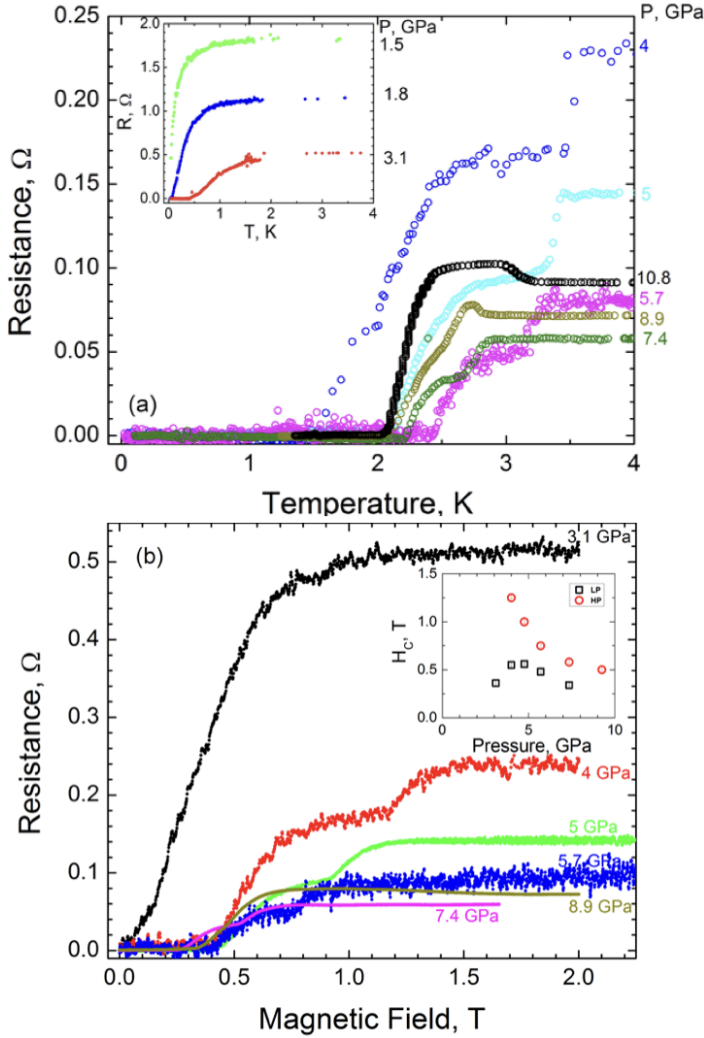 P, GPa
2.0
1.5
1.5
1.0
1.8
0.5
3.1
0.0
R, Ω
0 1 2 3 4
T, K
0.25
0.20
0.15
0.10
0.05
0.00
Resistance, Ω
4
5
10.8
5.7
8.9
7.4
(a)
0 1 2 3 4
Temperature, K
(b)
3.1 GPa
0.5
0.4
0.3
0.2
0.1
0.0
Resistance, Ω
1.5
1.0
0.5
0.0
H_C, T
LP
HP
0 5 10
Pressure, GPa
4 GPa
5 GPa
5.7 GPa
8.9 GPa
7.4 GPa
0.0 0.5 1.0 1.5 2.0
Magnetic Field, T